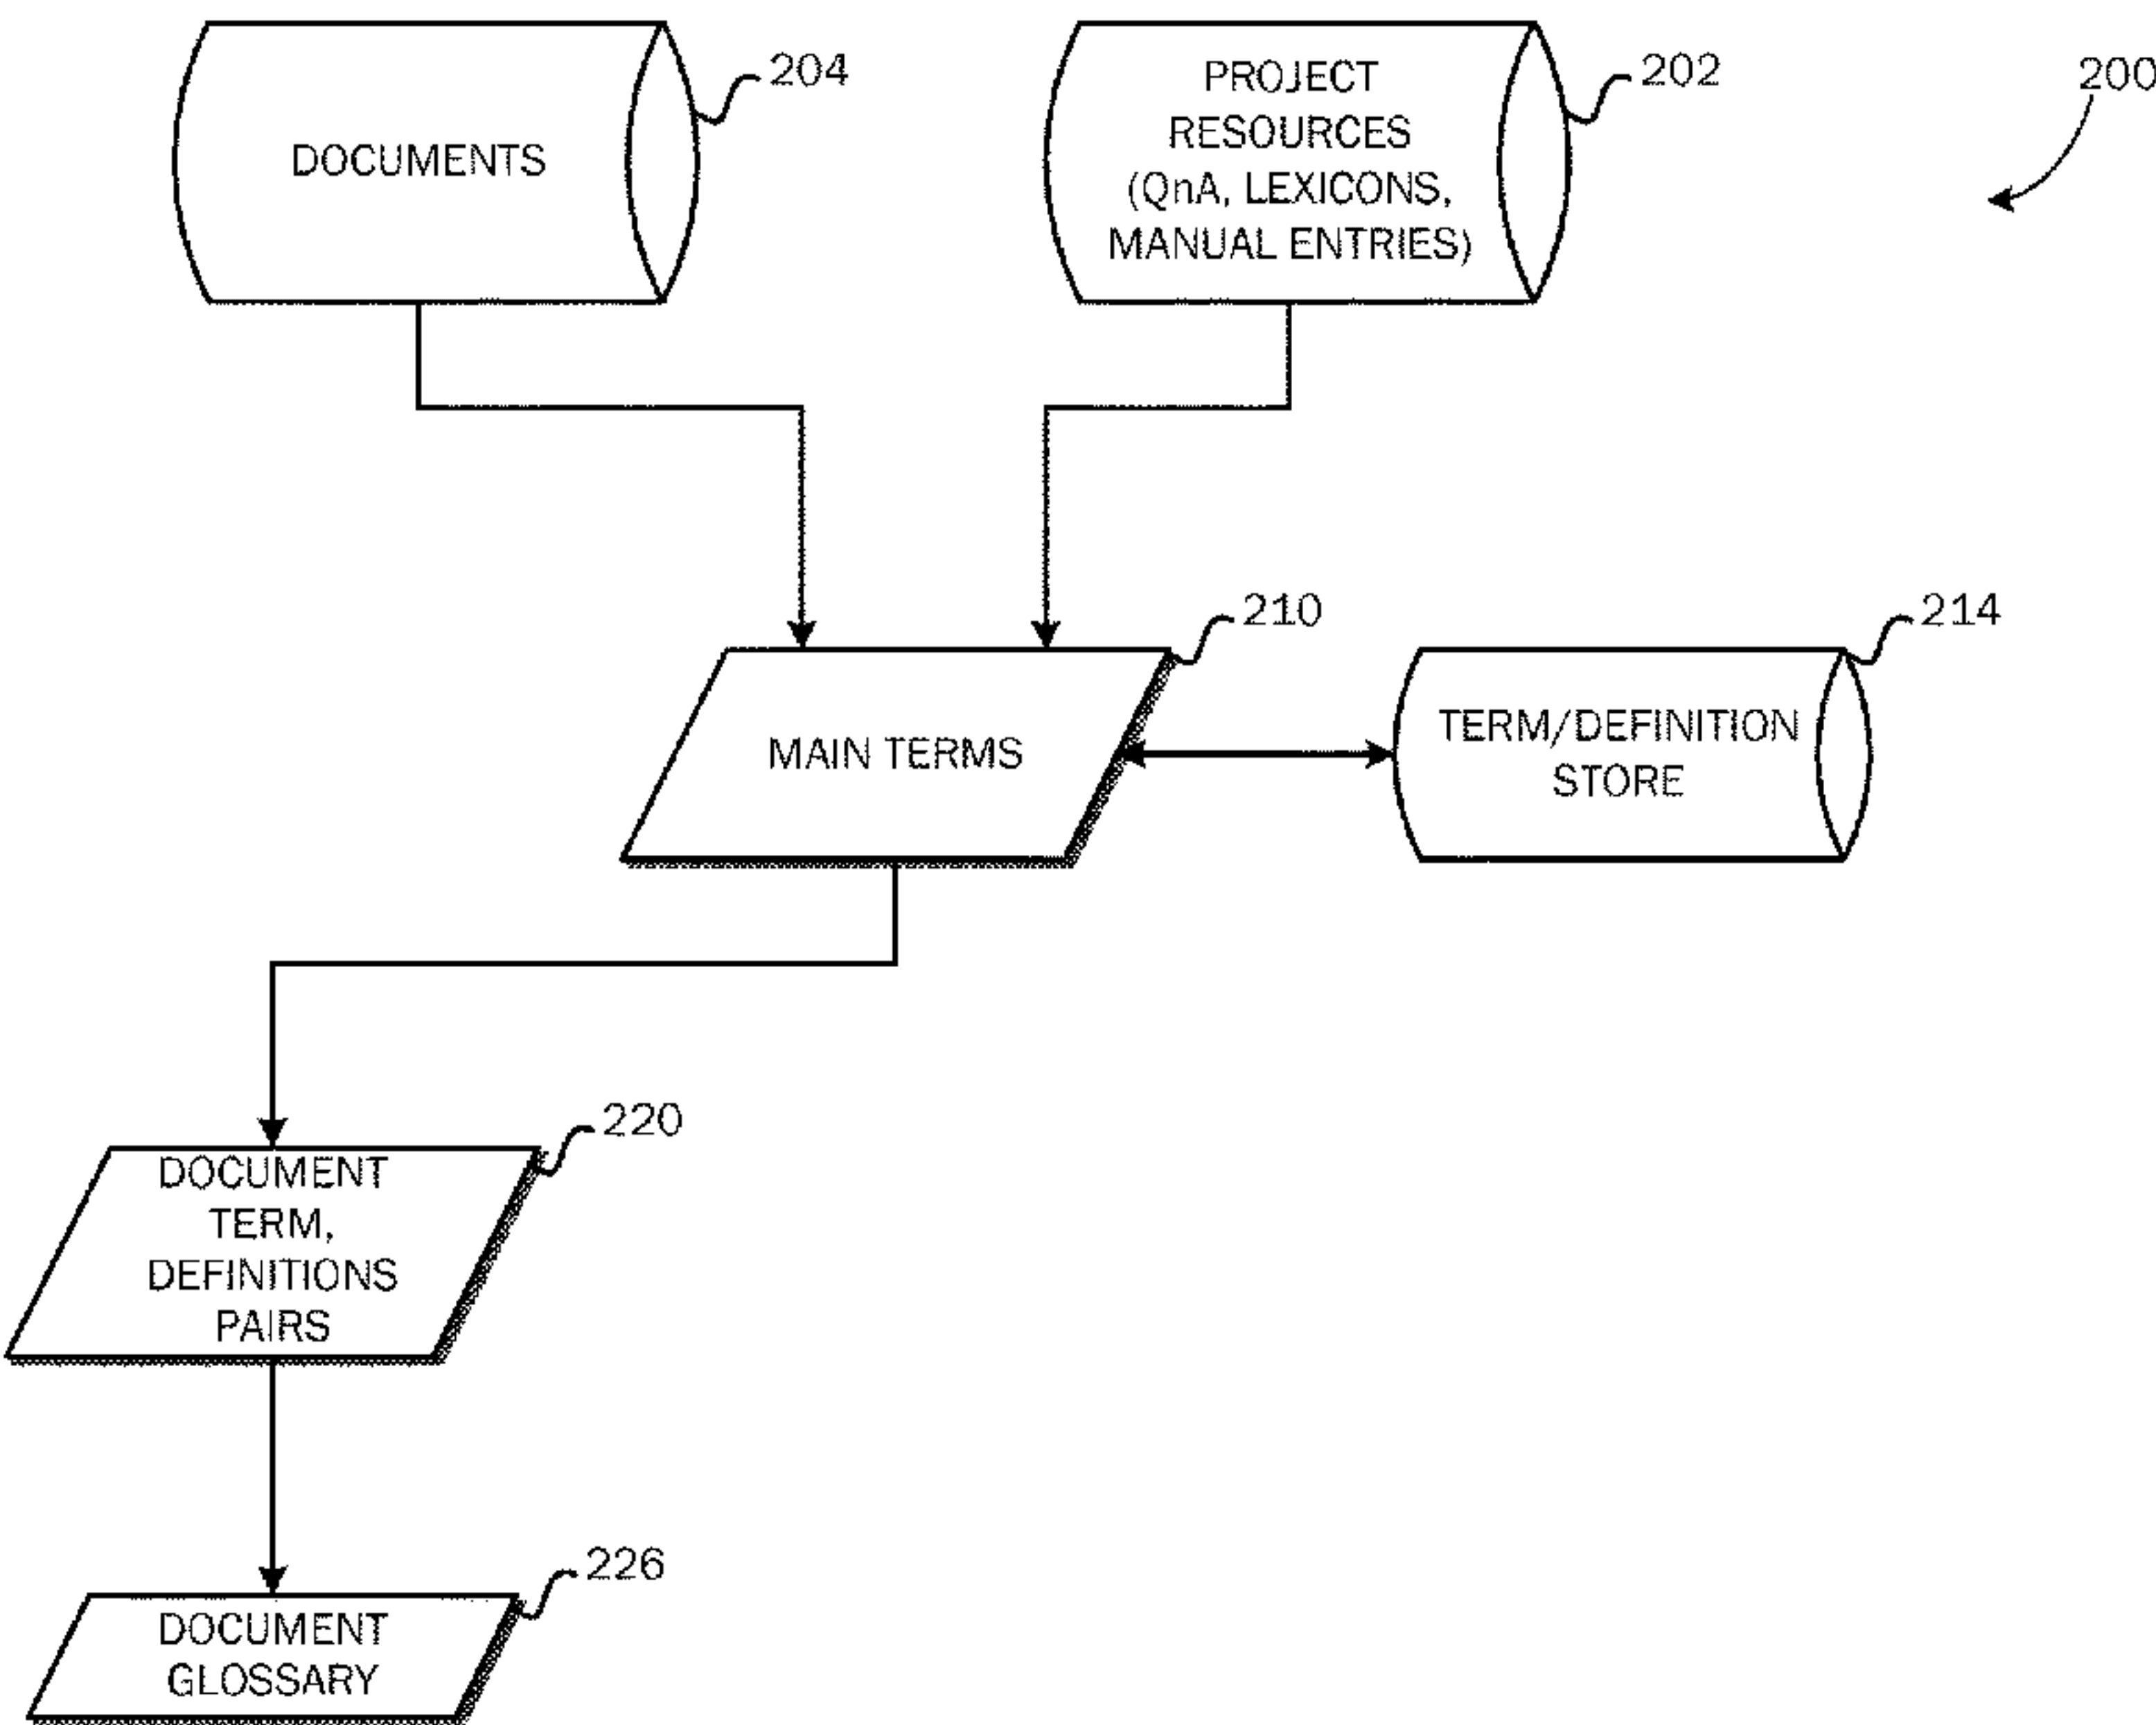 204
DOCUMENTS
PROJECT
RESOURCES
(QnA, LEXICONS,
MANUAL ENTRIES)
202
200
210
MAIN TERMS
214
TERM/DEFINITION
STORE
220
DOCUMENT
TERM,
DEFINITIONS
PAIRS
226
DOCUMENT
GLOSSARY